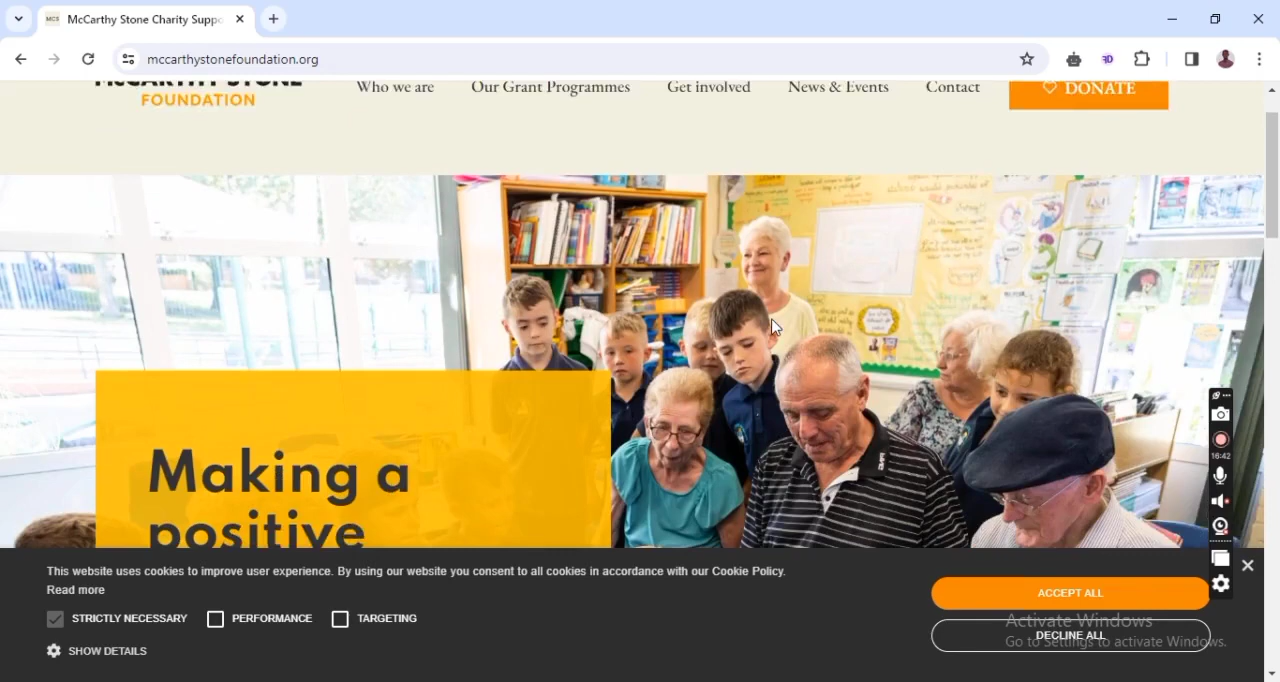 McCarthy Stone Charity Suppo
mccarthystonefoundation.org
McCARTHY STONE
FOUNDATION
Who we are
Our Grant Programmes
Get involved
News & Events
Contact
DONATE
Making a
positive
16:42
This website uses cookies to improve user experience. By using our website you consent to all cookies in accordance with our Cookie Policy.
Read more
STRICTLY NECESSARY
PERFORMANCE
TARGETING
SHOW DETAILS
ACCEPT ALL
DECLINE ALL
Activate Windows
Go to Settings to activate Windows.